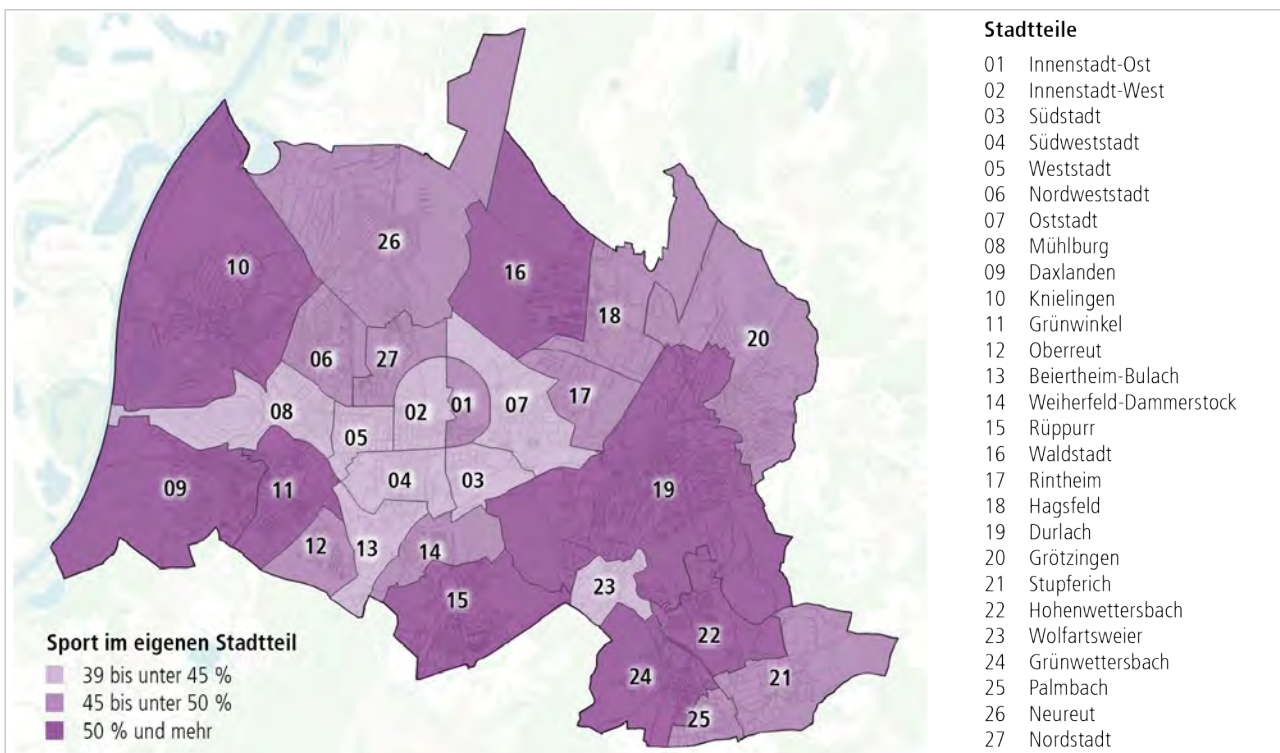 26
10
16
18
20
06
27
17
08
02
01
07
05
04
03
09
11
19
12
13
14
23
15
22
24
21
25
Sport im eigenen Stadtteil
39 bis unter 45 %
45 bis unter 50 %
50 % und mehr
Stadtteile
01 Innenstadt-Ost
02 Innenstadt-West
03 Südstadt
04 Südweststadt
05 Weststadt
06 Nordweststadt
07 Oststadt
08 Mühlburg
09 Daxlanden
10 Knielingen
11 Grünwinkel
12 Oberreut
13 Beiertheim-Bulach
14 Weiherfeld-Dammerstock
15 Rüppurr
16 Waldstadt
17 Rintheim
18 Hagsfeld
19 Durlach
20 Grötzingen
21 Stupferich
22 Hohenwettersbach
23 Wolfartsweier
24 Grünwettersbach
25 Palmbach
26 Neureut
27 Nordstadt